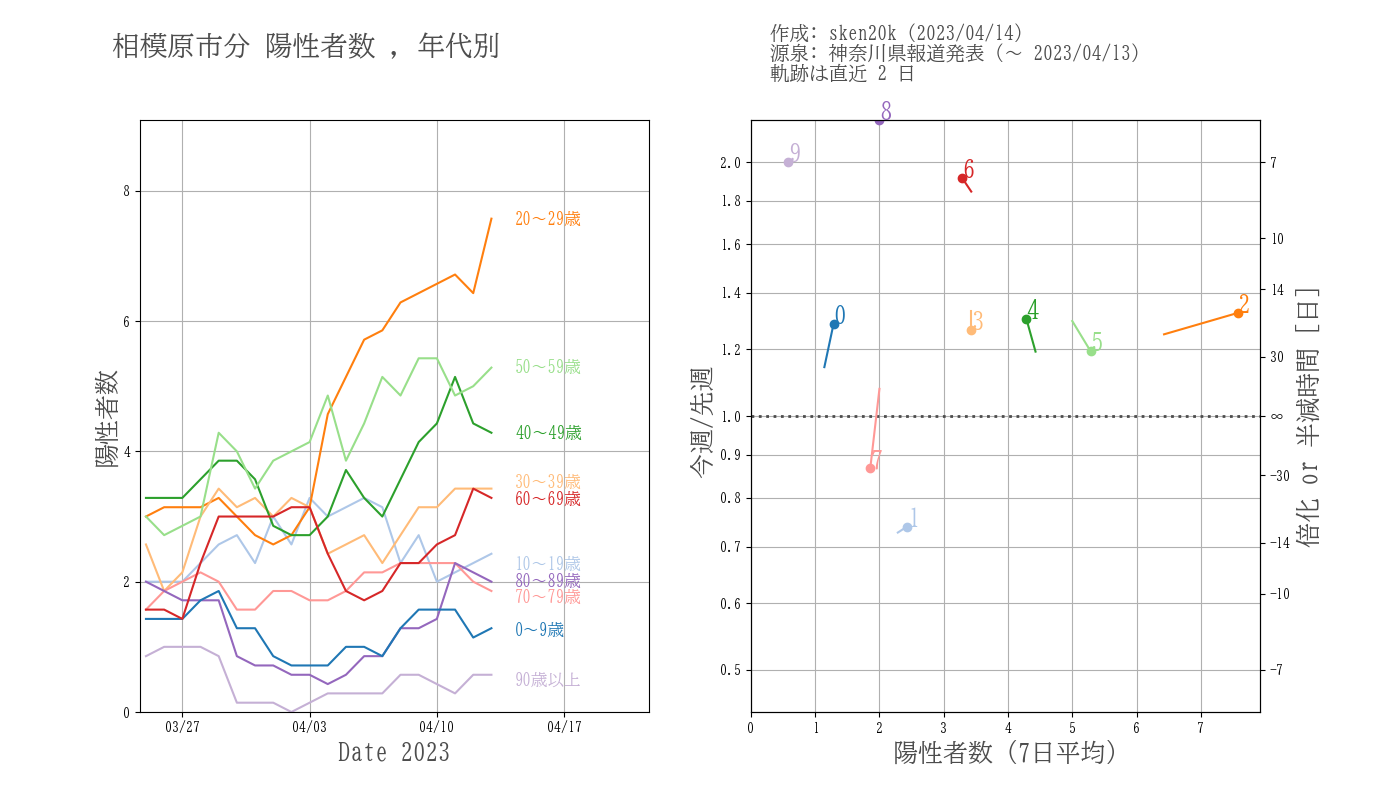 相模原市分 陽性者数 , 年代別
作成: sken20k (2023/04/14)
源泉: 神奈川県報道発表 (～ 2023/04/13)
軌跡は直近 2 日
陽性者数
8
6
4
2
0
20～29歳
50～59歳
40～49歳
30～39歳
60～69歳
10～19歳
80～89歳
70～79歳
0～9歳
90歳以上
03/27
04/03
04/10
04/17
Date 2023
今週/先週
2.0
1.8
1.6
1.4
1.2
1.0
0.9
0.8
0.7
0.6
0.5
8
9
6
0
3
4
5
2
7
1
7
10
14
30
∞
−30
−14
−10
−7
倍化 or 半減時間 [日]
0
1
2
3
4
5
6
7
陽性者数 (7日平均)